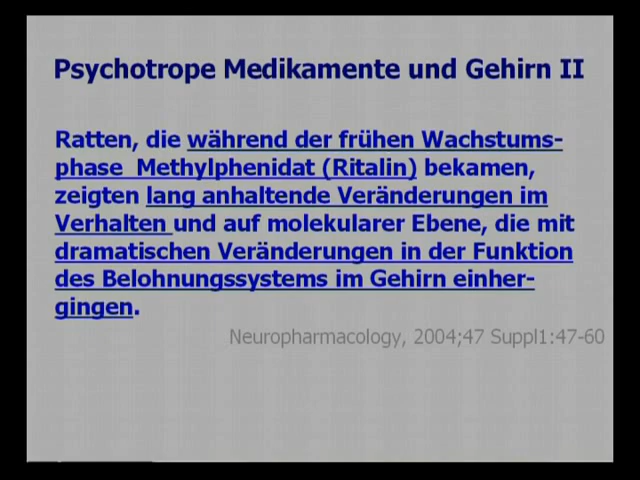 Psychotrope Medikamente und Gehirn II
Ratten, die während der frühen Wachstums-
phase Methylphenidat (Ritalin) bekamen,
zeigten lang anhaltende Veränderungen im
Verhalten und auf molekularer Ebene, die mit
dramatischen Veränderungen in der Funktion
des Belohnungssystems im Gehirn einher-
gingen.
Neuropharmacology, 2004;47 Suppl1:47-60